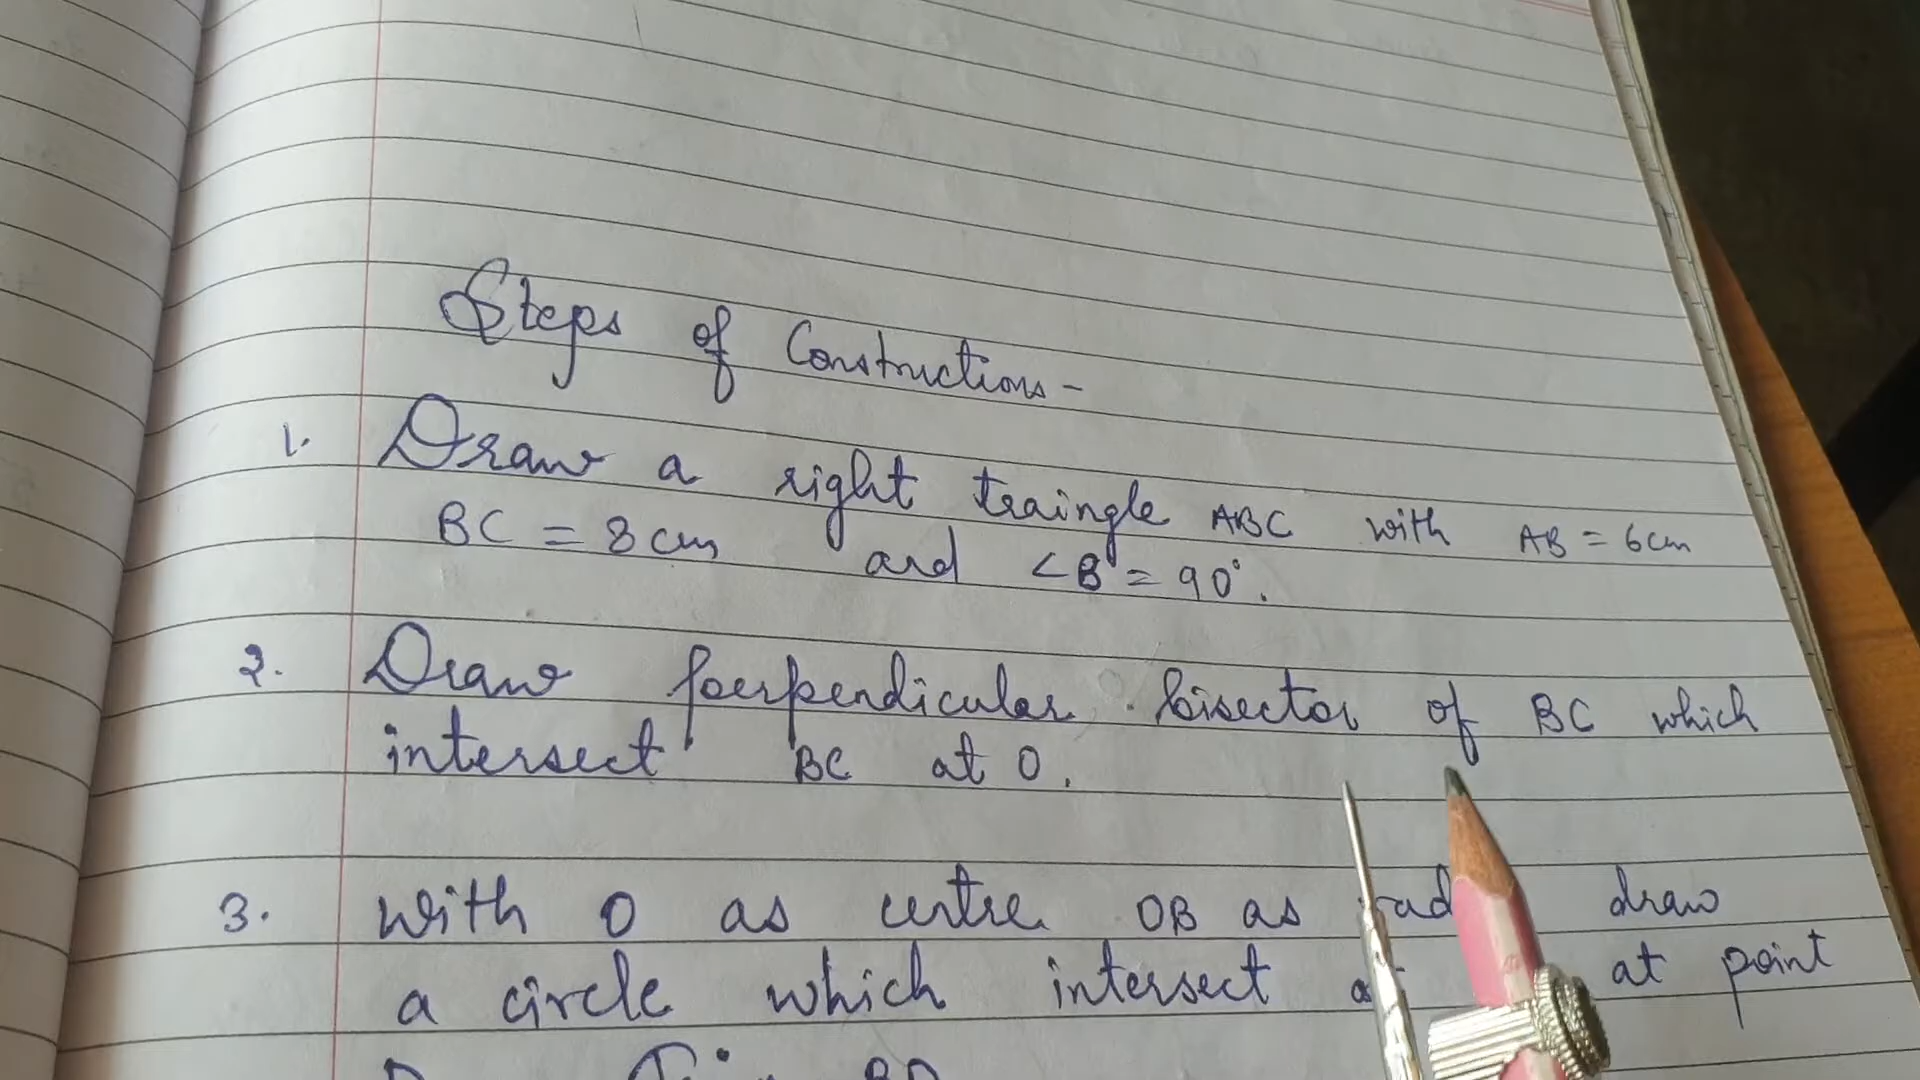 Steps of Constructions-
1. Draw a right traingle ABC with AB = 6cm
BC = 8cm and ∠B = 90°.
2. Draw perpendicular bisector of BC which
intersect BC at O.
3. With O as centre OB as draw
a circle which intersect at point